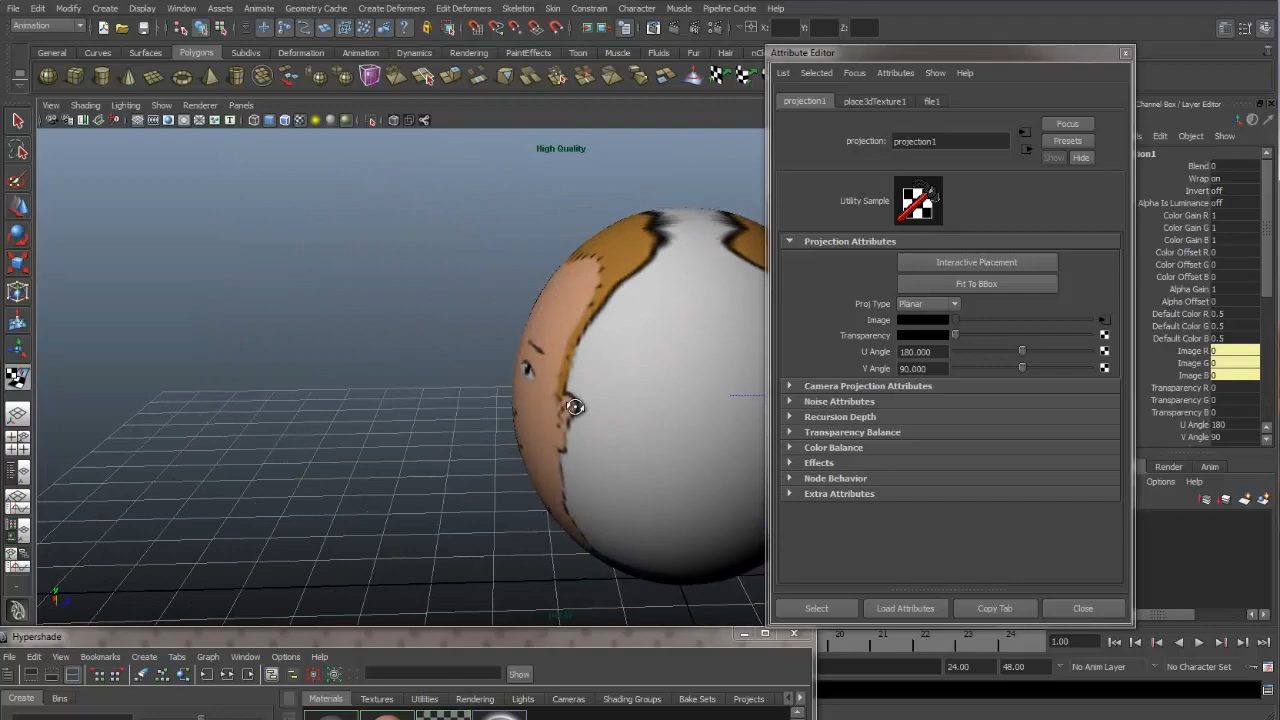 File Edit Modify Create Display Window Assets Animate Geometry Cache Create Deformers Edit Deformers Skeleton Skin Constrain Character Muscle Pipeline Cache Help
Animation X: Y: Z:
General Curves Surfaces Polygons Subdivs Deformation Animation Dynamics Rendering PaintEffects Toon Muscle Fluids Fur Hair
View Shading Lighting Show Renderer Panels
High Quality
Attribute Editor
List Selected Focus Attributes Show Help
projection1 place3dTexture1 file1
projection: projection1
Focus
Presets
Show Hide
Utility Sample
Projection Attributes
Interactive Placement
Fit To BBox
Proj Type Planar
Image
Transparency
U Angle 180.000
V Angle 90.000
Camera Projection Attributes
Noise Attributes
Recursion Depth
Transparency Balance
Color Balance
Effects
Node Behavior
Extra Attributes
Select Load Attributes Copy Tab Close
Channel Box / Layer Editor
Edit Object Show
Blend 0
Wrap on
Invert off
Alpha Is Luminance off
Color Gain R 1
Color Gain G 1
Color Gain B 1
Color Offset R 0
Color Offset G 0
Color Offset B 0
Alpha Gain 1
Alpha Offset 0
Default Color R 0.5
Default Color G 0.5
Default Color B 0.5
Image R 0
Image G 0
Image B 0
Transparency R 0
Transparency G 0
Transparency B 0
U Angle 180
V Angle 90
Render Anim
Options Help
20 21 22 23 24 1.00
24.00 48.00 No Anim Layer No Character Set
Hypershade
File Edit View Bookmarks Create Tabs Graph Window Options Help
Show
Create Bins
Materials Textures Utilities Rendering Lights Cameras Shading Groups Bake Sets Projects